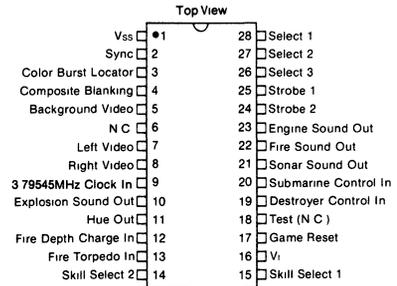 Top View
Vss 1 28 Select 1
Sync 2 27 Select 2
Color Burst Locator 3 26 Select 3
Composite Blanking 4 25 Strobe 1
Background Video 5 24 Strobe 2
N C 6 23 Engine Sound Out
Left Video 7 22 Fire Sound Out
Right Video 8 21 Sonar Sound Out
3 79545MHz Clock In 9 20 Submarine Control In
Explosion Sound Out 10 19 Destroyer Control In
Hue Out 11 18 Test (N C )
Fire Depth Charge In 12 17 Game Reset
Fire Torpedo In 13 16 VI
Skill Select 2 14 15 Skill Select 1